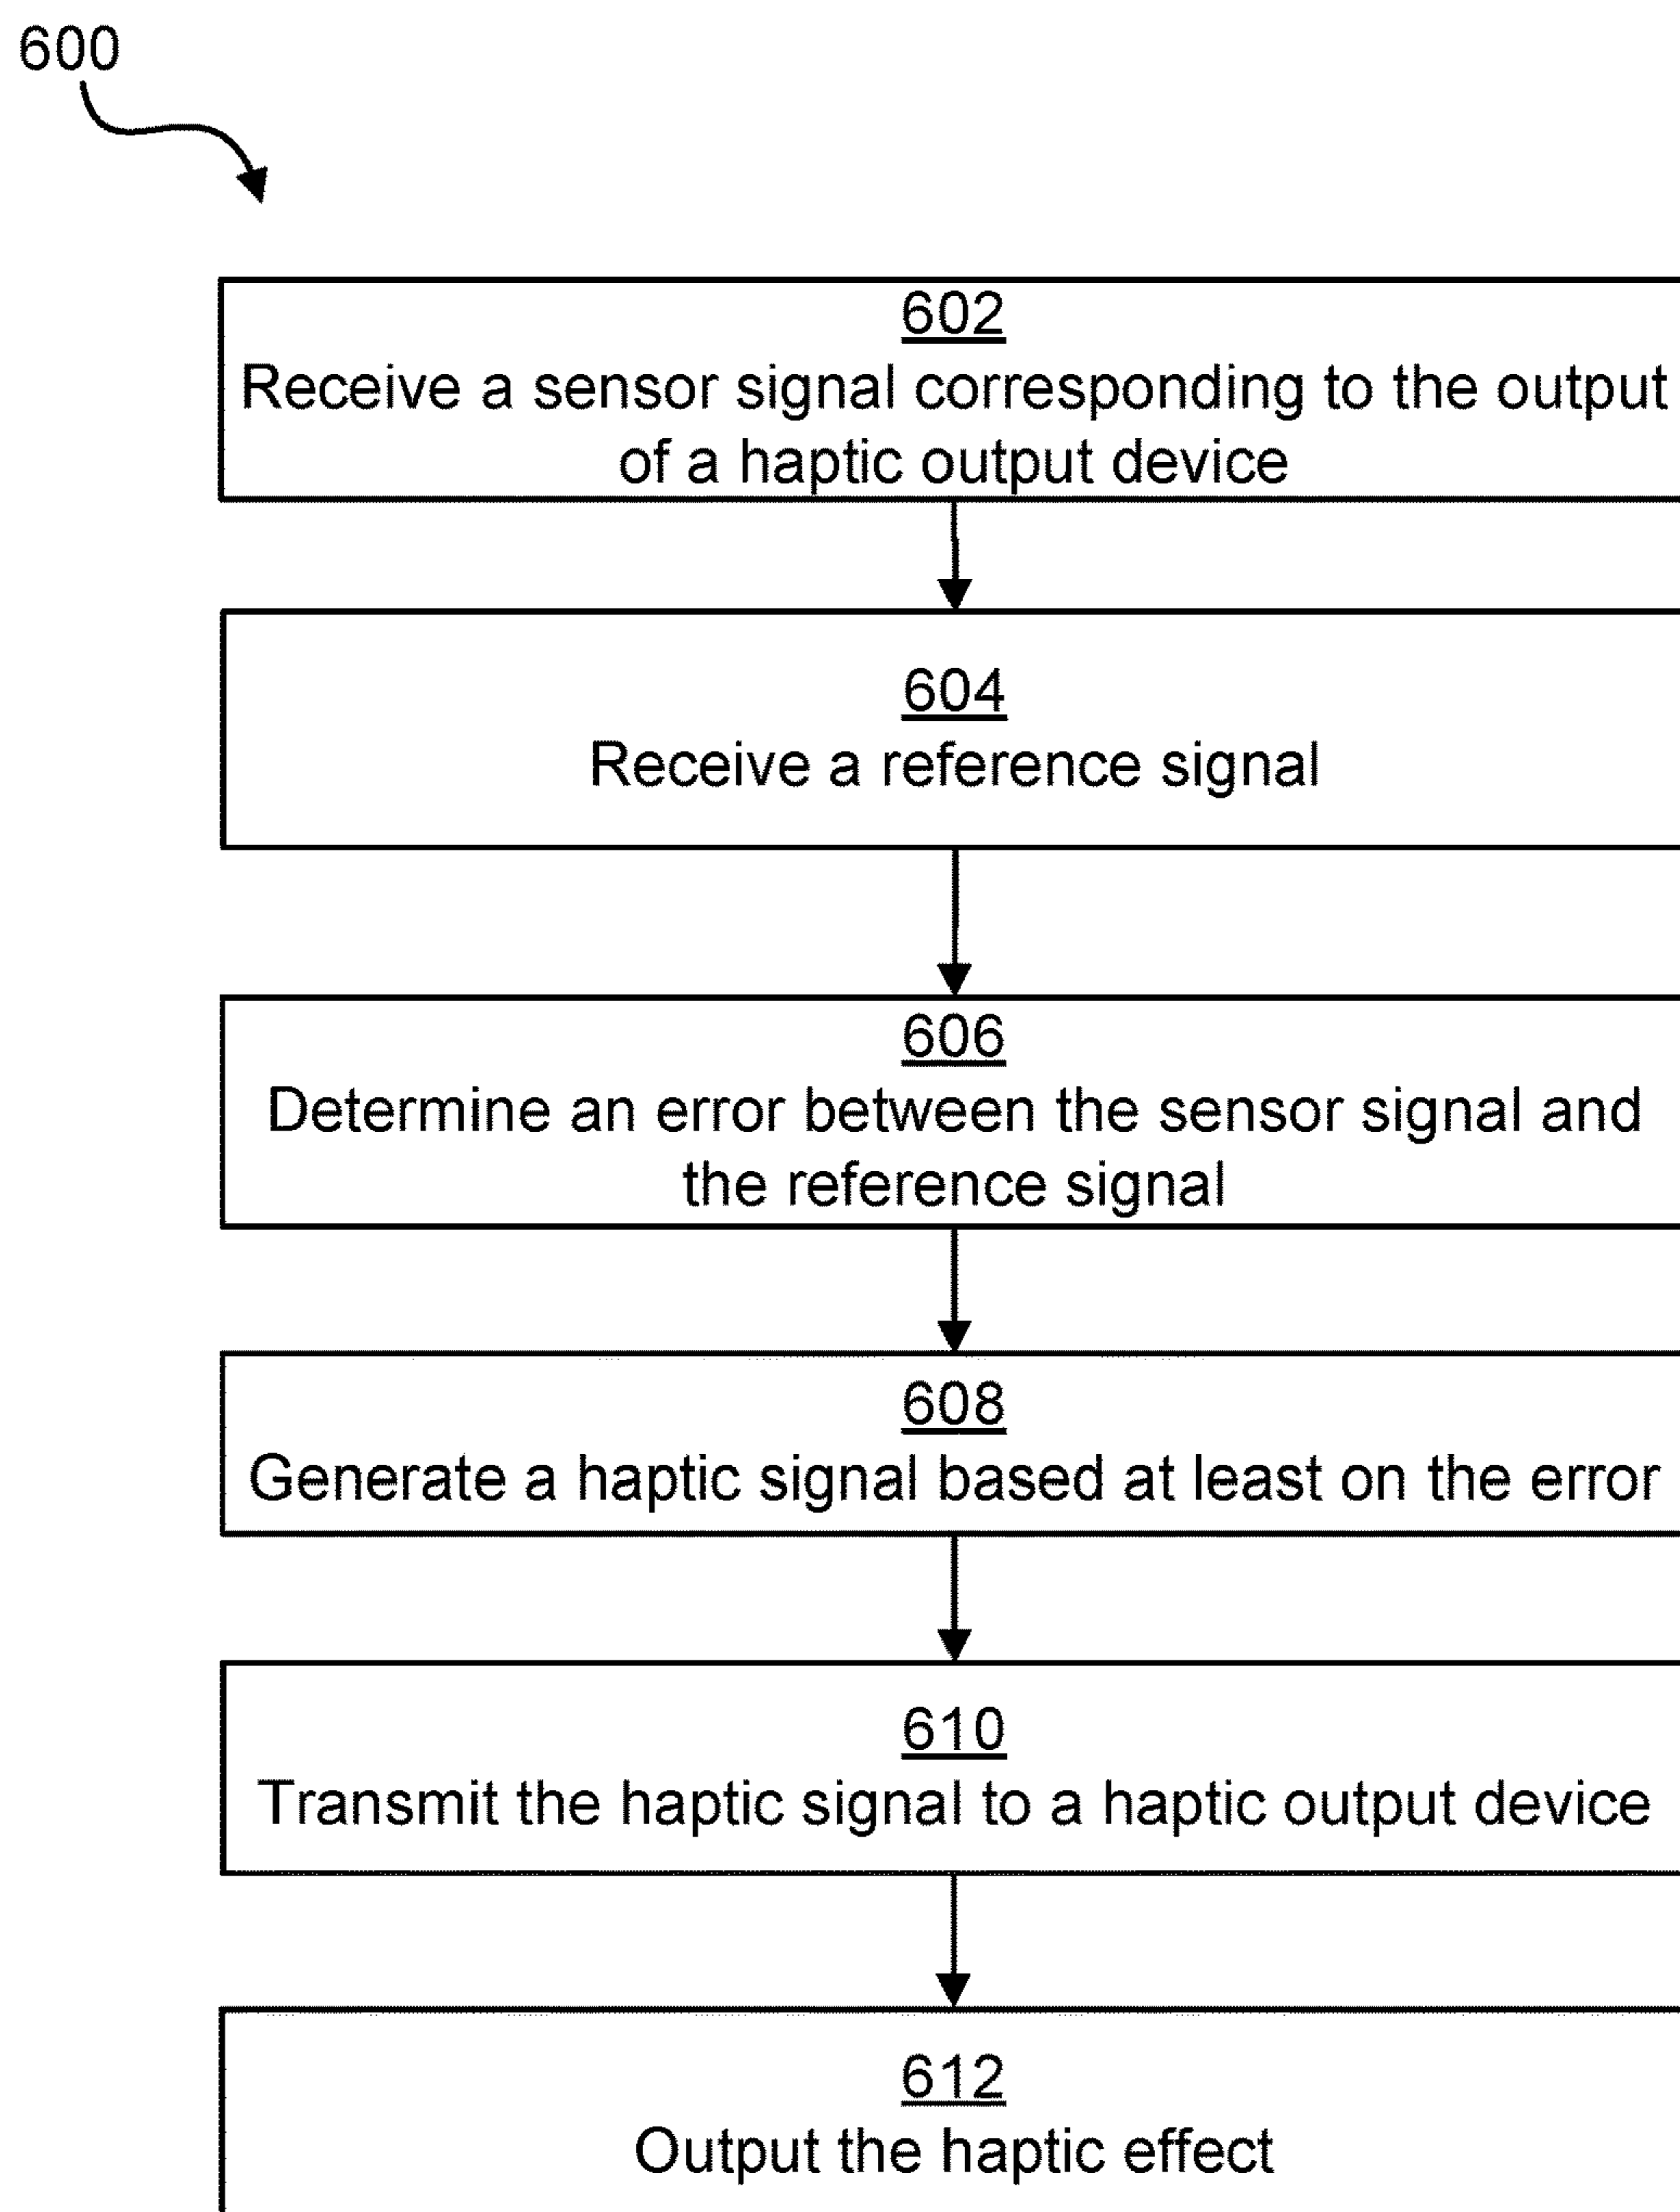 600
602
Receive a sensor signal corresponding to the output
of a haptic output device
604
Receive a reference signal
606
Determine an error between the sensor signal and
the reference signal
608
Generate a haptic signal based at least on the error
610
Transmit the haptic signal to a haptic output device
612
Output the haptic effect